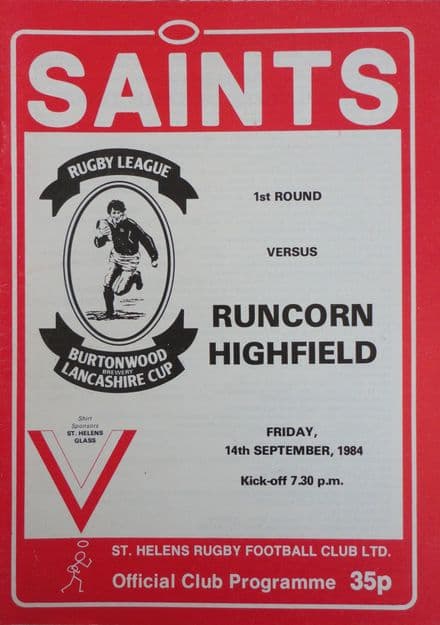 SAINTS
RUGBY LEAGUE
BURTONWOOD
BREWERY
LANCASHIRE CUP
1st ROUND
VERSUS
RUNCORN
HIGHFIELD
Shirt
Sponsors
ST. HELENS
GLASS
FRIDAY,
14th SEPTEMBER, 1984
Kick-off 7.30 p.m.
ST. HELENS RUGBY FOOTBALL CLUB LTD.
Official Club Programme 35p